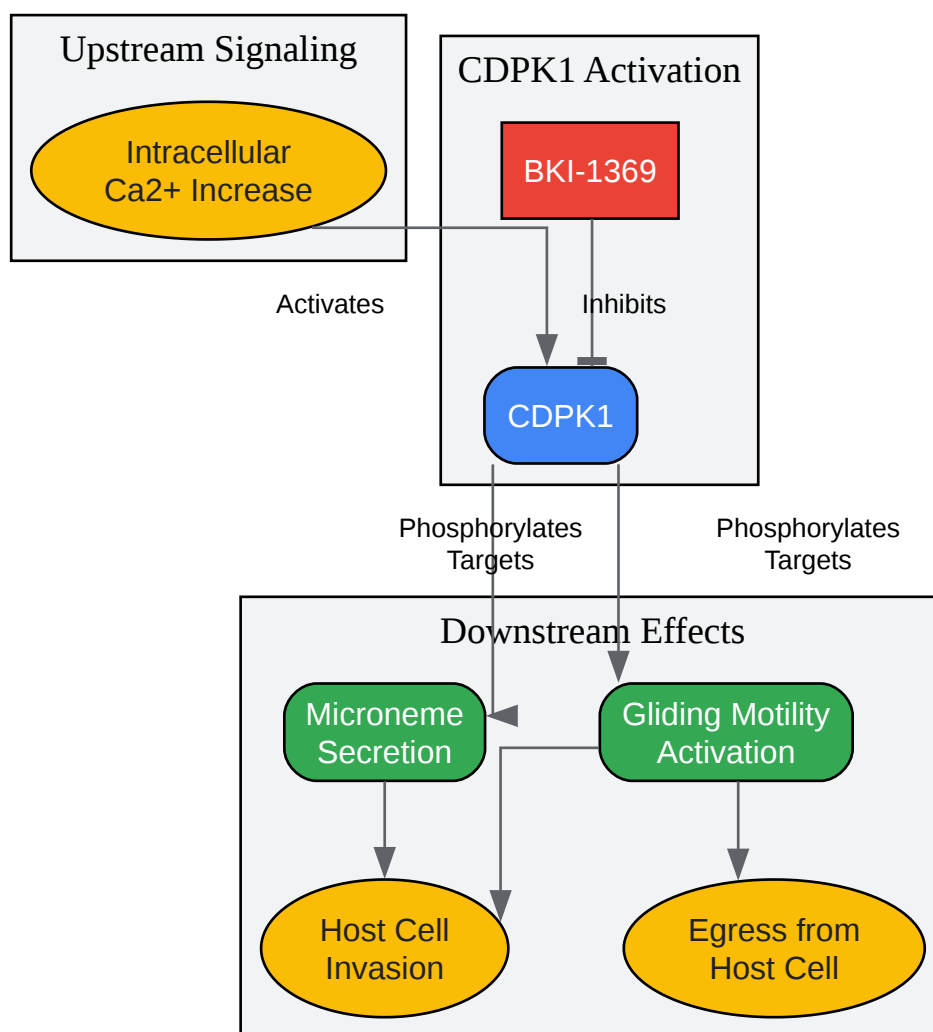 Upstream Signaling
Intracellular
Ca2+ Increase
CDPK1 Activation
BKI-1369
Activates
Inhibits
CDPK1
Phosphorylates
Targets
Phosphorylates
Targets
Downstream Effects
Microneme
Secretion
Gliding Motility
Activation
Host Cell
Invasion
Egress from
Host Cell